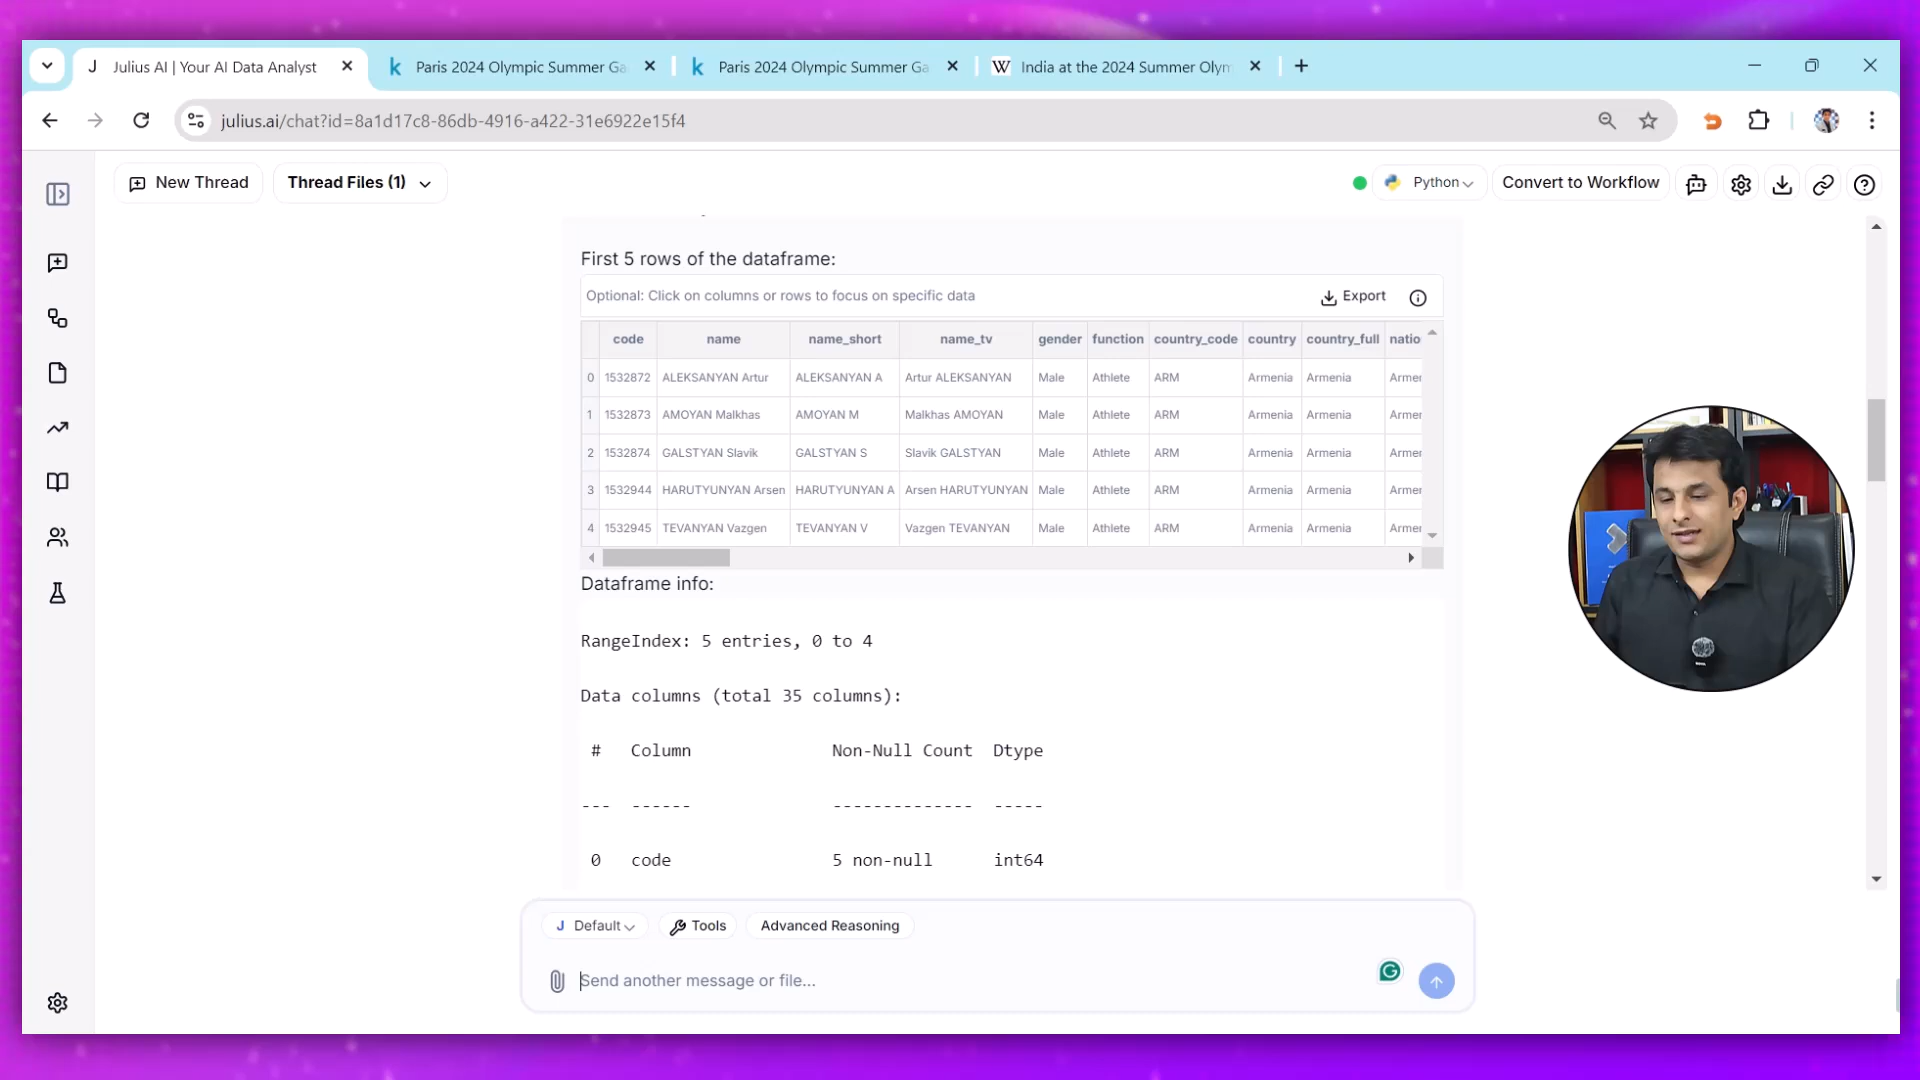 J Julius AI | Your AI Data Analyst
k Paris 2024 Olympic Summer Ga
k Paris 2024 Olympic Summer Ga
W India at the 2024 Summer Olym
julius.ai/chat?id=8a1d17c8-86db-4916-a422-31e6922e15f4
New Thread
Thread Files (1)
Python
Convert to Workflow
First 5 rows of the dataframe:
Optional: Click on columns or rows to focus on specific data
Export
code name name_short name_tv gender function country_code country country_full natio
0 1532872 ALEKSANYAN Artur ALEKSANYAN A Artur ALEKSANYAN Male Athlete ARM Armenia Armenia Armer
1 1532873 AMOYAN Malkhas AMOYAN M Malkhas AMOYAN Male Athlete ARM Armenia Armenia Armer
2 1532874 GALSTYAN Slavik GALSTYAN S Slavik GALSTYAN Male Athlete ARM Armenia Armenia Armer
3 1532944 HARUTYUNYAN Arsen HARUTYUNYAN A Arsen HARUTYUNYAN Male Athlete ARM Armenia Armenia Armer
4 1532945 TEVANYAN Vazgen TEVANYAN V Vazgen TEVANYAN Male Athlete ARM Armenia Armenia Armer
Dataframe info:
RangeIndex: 5 entries, 0 to 4
Data columns (total 35 columns):
# Column Non-Null Count Dtype
--- ------ -------------- -----
0 code 5 non-null int64
J Default
Tools
Advanced Reasoning
Send another message or file...